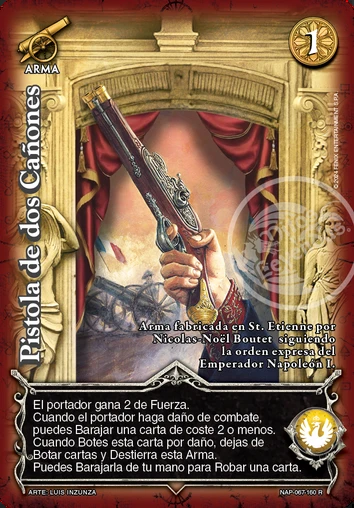 ARMA
1
Pistola de dos Cañones
Arma fabricada en St. Etienne por
Nicolas-Noël Boutet siguiendo
la orden expresa del
Emperador Napoleón I.
El portador gana 2 de Fuerza.
Cuando el portador haga daño de combate,
puedes Barajar una carta de coste 2 o menos.
Cuando Botes esta carta por daño, dejas de
Botar cartas y Destierra esta Arma.
Puedes Barajarla de tu mano para Robar una carta.
ARTE: LUIS INZUNZA
NAP-067-160 R